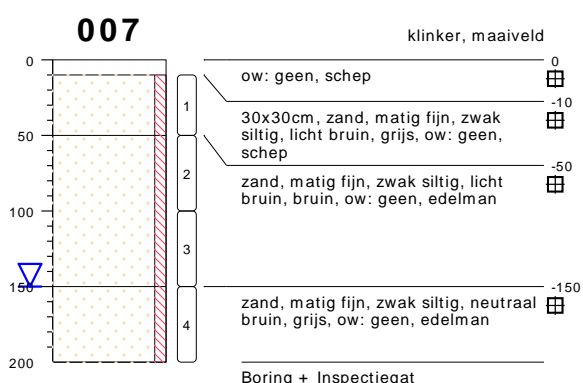 007
klinker, maaiveld
0
0
ow: geen, schep
-10
1
30x30cm, zand, matig fijn, zwak
siltig, licht bruin, grijs, ow: geen,
schep
50
-50
2
zand, matig fijn, zwak siltig, licht
bruin, bruin, ow: geen, edelman
100
3
150
-150
zand, matig fijn, zwak siltig, neutraal
bruin, grijs, ow: geen, edelman
4
200
Boring + Inspectiegat